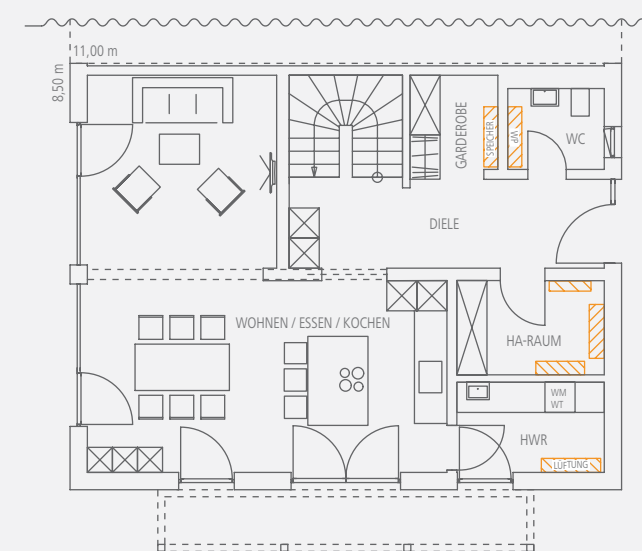 11,00 m
8,50 m
GARDEROBE
SPEICHER
WP
WC
DIELE
WOHNEN / ESSEN / KOCHEN
HA-RAUM
WM
WT
HWR
LÜFTUNG